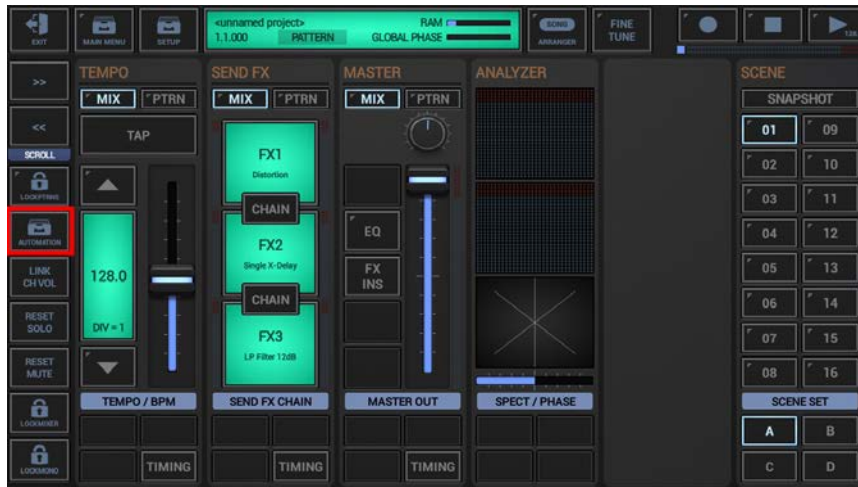 EXIT
MAIN MENU
SETUP
<unnamed project>
RAM
1.1.000
PATTERN
GLOBAL PHASE
SONG
ARRANGER
FINE
TUNE
>>
<<
SCROLL
LOCKPTRNS
AUTOMATION
LINK
CH VOL
RESET
SOLO
RESET
MUTE
LOCKMIXER
LOCKMONO
TEMPO
MIX
PTRN
TAP
128.0
DIV = 1
TEMPO / BPM
TIMING
SEND FX
MIX
PTRN
FX1
Distortion
CHAIN
FX2
Single X-Delay
CHAIN
FX3
LP Filter 12dB
SEND FX CHAIN
TIMING
MASTER
MIX
PTRN
EQ
FX
INS
MASTER OUT
TIMING
ANALYZER
SPECT / PHASE
SCENE
SNAPSHOT
01 09
02 10
03 11
04 12
05 13
06 14
07 15
08 16
SCENE SET
A B
C D